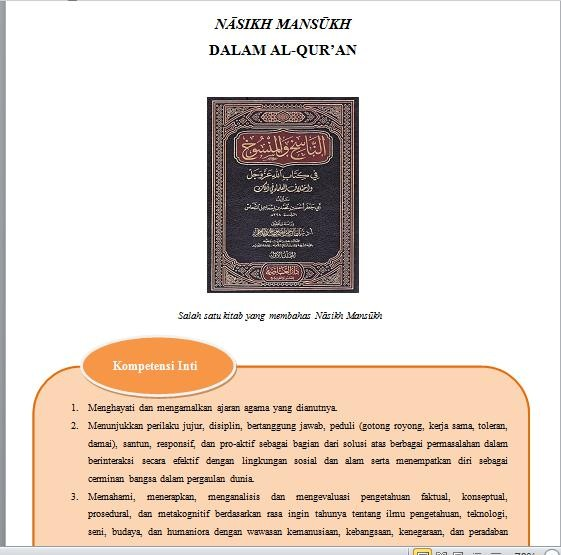 NĀSIKH MANSŪKH
DALAM AL-QUR’AN
الناسخ والمنسوخ
في كتاب الله عز وجل
واختلاف العلماء في ذلك
Salah satu kitab yang membahas Nāsikh Mansūkh
Kompetensi Inti
1. Menghayati dan mengamalkan ajaran agama yang dianutnya.
2. Menunjukkan perilaku jujur, disiplin, bertanggung jawab, peduli (gotong royong, kerja sama, toleran,
damai), santun, responsif, dan pro-aktif sebagai bagian dari solusi atas berbagai permasalahan dalam
berinteraksi secara efektif dengan lingkungan sosial dan alam serta menempatkan diri sebagai
cerminan bangsa dalam pergaulan dunia.
3. Memahami, menerapkan, menganalisis dan mengevaluasi pengetahuan faktual, konseptual,
prosedural, dan metakognitif berdasarkan rasa ingin tahunya tentang ilmu pengetahuan, teknologi,
seni, budaya, dan humaniora dengan wawasan kemanusiaan, kebangsaan, kenegaraan, dan peradaban